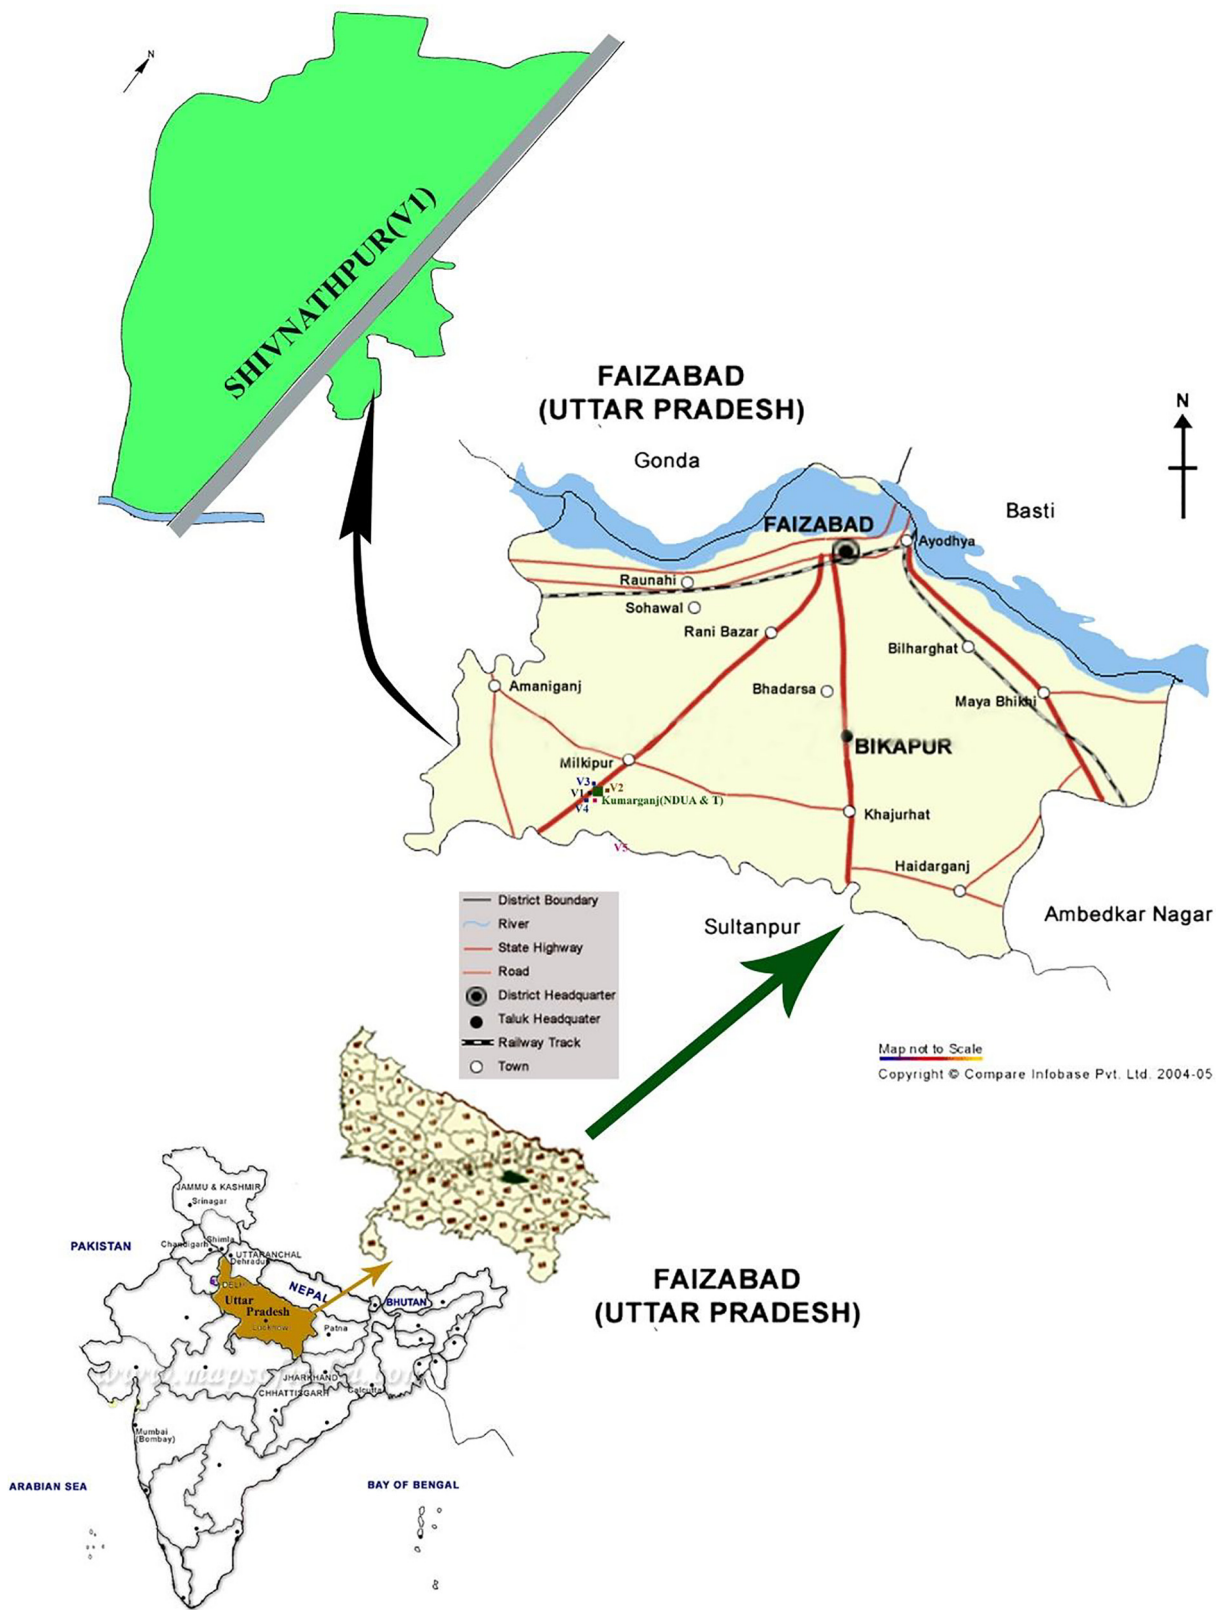 N
SHIVNATHPUR(V1)
FAIZABAD
(UTTAR PRADESH)
N
Gonda
Basti
FAIZABAD
Ayodhya
Raunahi
Sohawal
Rani Bazar
Bilharghat
Amaniganj
Bhadarsa
Maya Bhikhi
BIKAPUR
Milkipur
V3
V1
V2
Kumarganj(NDUA & T)
V4
Khajurhat
V5
Haidarganj
Sultanpur
Ambedkar Nagar
District Boundary
River
State Highway
Road
District Headquarter
Taluk Headquater
Railway Track
Town
Map not to Scale
Copyright © Compare Infobase Pvt. Ltd. 2004-05
JAMMU & KASHMIR
Srinagar
PAKISTAN
Chandigarh
Shimla
UTTARANCHAL
Dehradun
NEPAL
BHUTAN
Uttar
Pradesh
Lucknow
Patna
FAIZABAD
(UTTAR PRADESH)
JHARKHAND
CHHATTISGARH
Calcutta
Mumbai
(Bombay)
ARABIAN SEA
BAY OF BENGAL